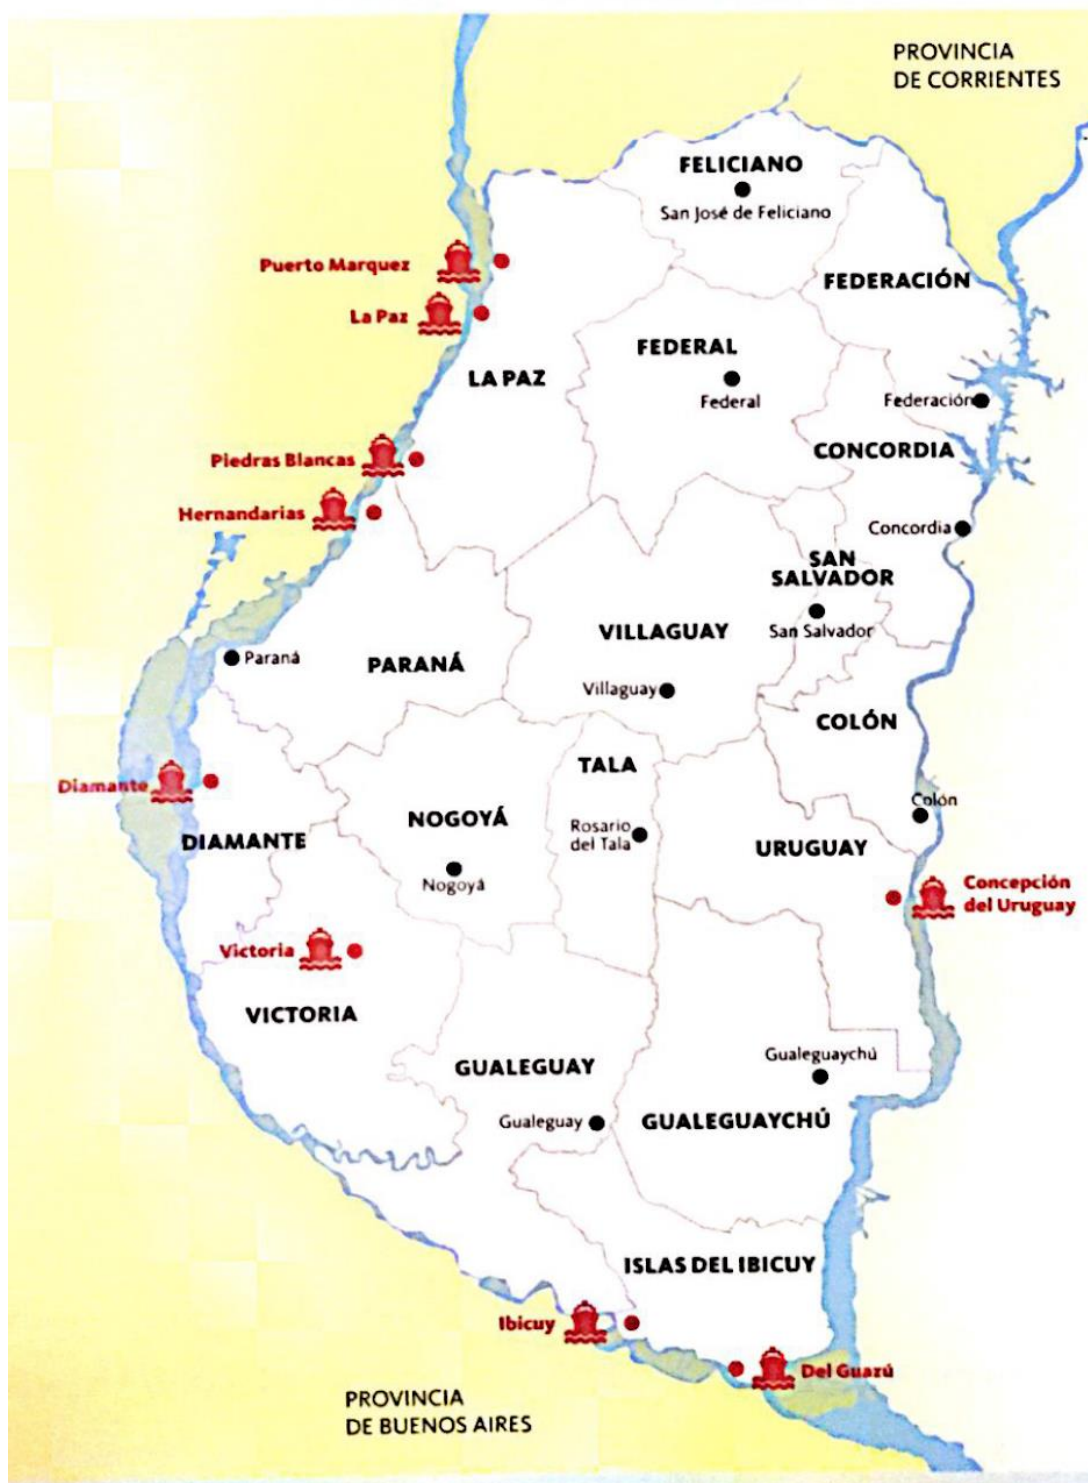 PROVINCIA
DE CORRIENTES
FELICIANO
San José de Feliciano
Puerto Marquez
FEDERACIÓN
La Paz
FEDERAL
LA PAZ
Federal
Federación
CONCORDIA
Piedras Blancas
Hernandarias
Concordia
SAN
SALVADOR
San Salvador
VILLAGUAY
Paraná
PARANÁ
Villaguay
COLÓN
TALA
Diamante
Colón
NOGOYÁ
Rosario
del Tala
DIAMANTE
URUGUAY
Nogoyá
Concepción
del Uruguay
Victoria
VICTORIA
Gualeguaychú
GUALEGUAY
Gualeguay
GUALEGUAYCHÚ
ISLAS DEL IBICUY
Ibicuy
Del Guazú
PROVINCIA
DE BUENOS AIRES